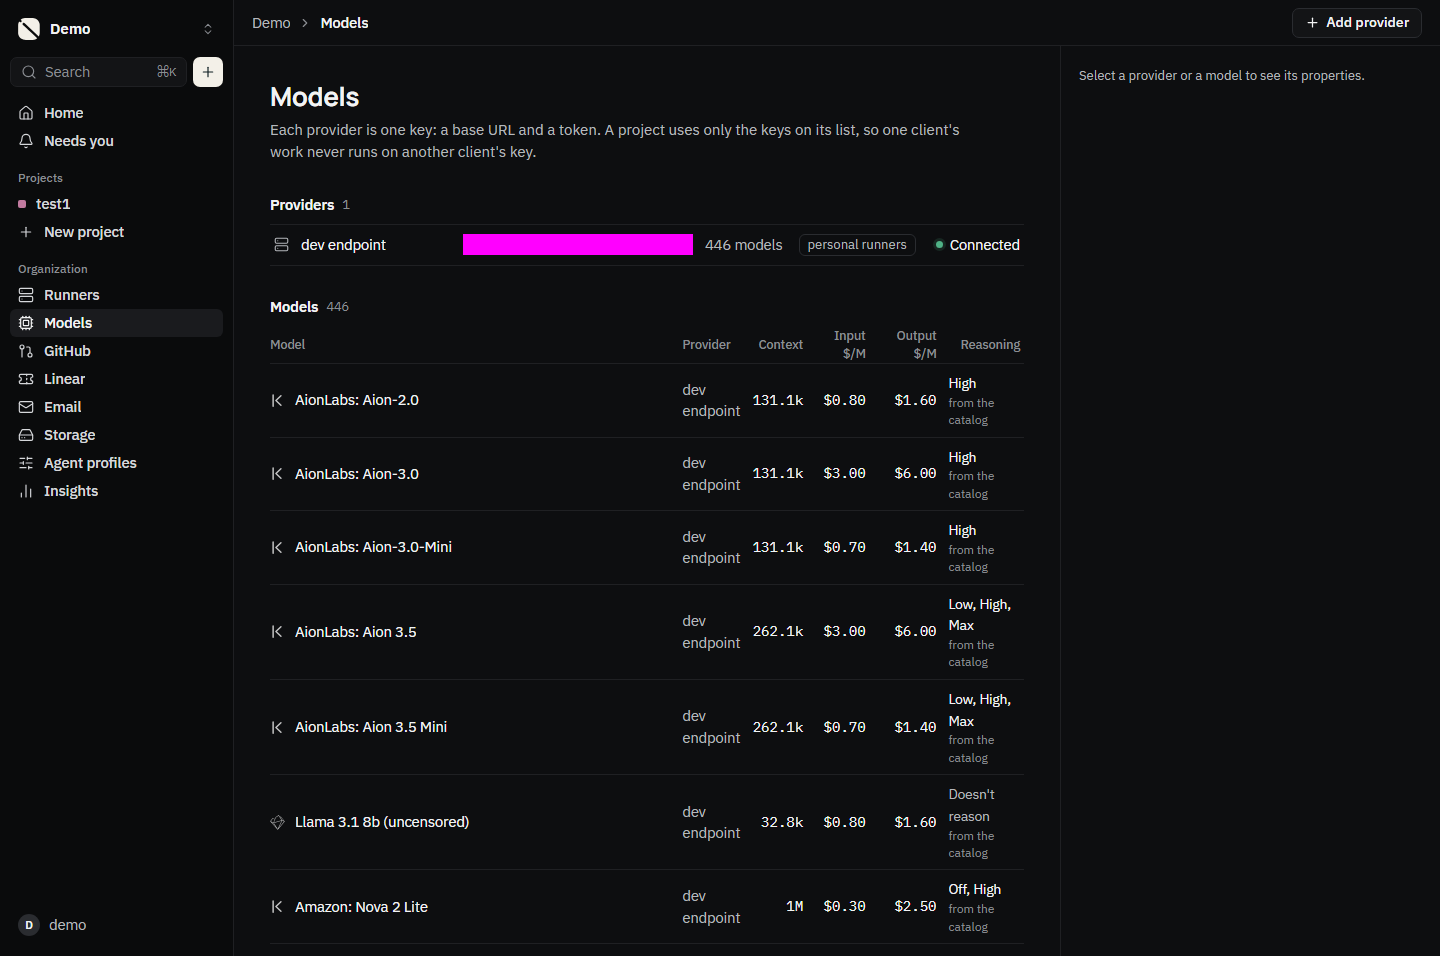 Demo
Search ⌘K
Home
Needs you
Projects
test1
New project
Organization
Runners
Models
GitHub
Linear
Email
Storage
Agent profiles
Insights
D demo
Demo > Models
Add provider
Models
Each provider is one key: a base URL and a token. A project uses only the keys on its list, so one client's
work never runs on another client's key.
Providers 1
dev endpoint 446 models personal runners Connected
Models 446
Model Provider Context Input $/M Output $/M Reasoning
AionLabs: Aion-2.0 dev endpoint 131.1k $0.80 $1.60 High from the catalog
AionLabs: Aion-3.0 dev endpoint 131.1k $3.00 $6.00 High from the catalog
AionLabs: Aion-3.0-Mini dev endpoint 131.1k $0.70 $1.40 High from the catalog
AionLabs: Aion 3.5 dev endpoint 262.1k $3.00 $6.00 Low, High, Max from the catalog
AionLabs: Aion 3.5 Mini dev endpoint 262.1k $0.70 $1.40 Low, High, Max from the catalog
Llama 3.1 8b (uncensored) dev endpoint 32.8k $0.80 $1.60 Doesn't reason from the catalog
Amazon: Nova 2 Lite dev endpoint 1M $0.30 $2.50 Off, High from the catalog
Select a provider or a model to see its properties.